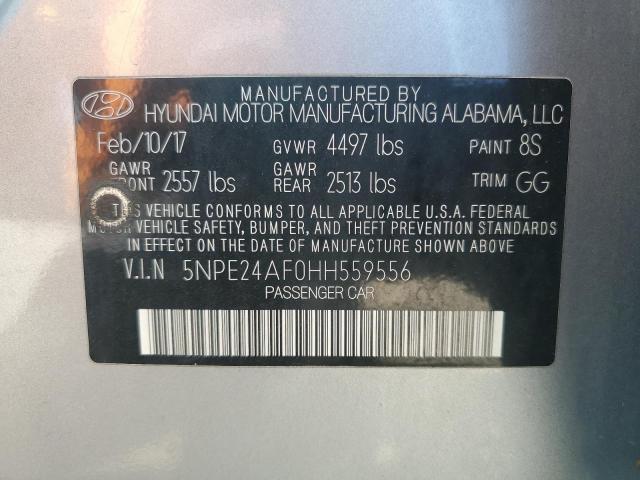 MANUFACTURED BY
HYUNDAI MOTOR MANUFACTURING ALABAMA, LLC
Feb/10/17 GVWR 4497 lbs PAINT 8S
GAWR FRONT 2557 lbs GAWR REAR 2513 lbs TRIM GG
THIS VEHICLE CONFORMS TO ALL APPLICABLE U.S.A. FEDERAL
MOTOR VEHICLE SAFETY, BUMPER, AND THEFT PREVENTION STANDARDS
IN EFFECT ON THE DATE OF MANUFACTURE SHOWN ABOVE
V.I.N 5NPE24AF0HH559556
PASSENGER CAR